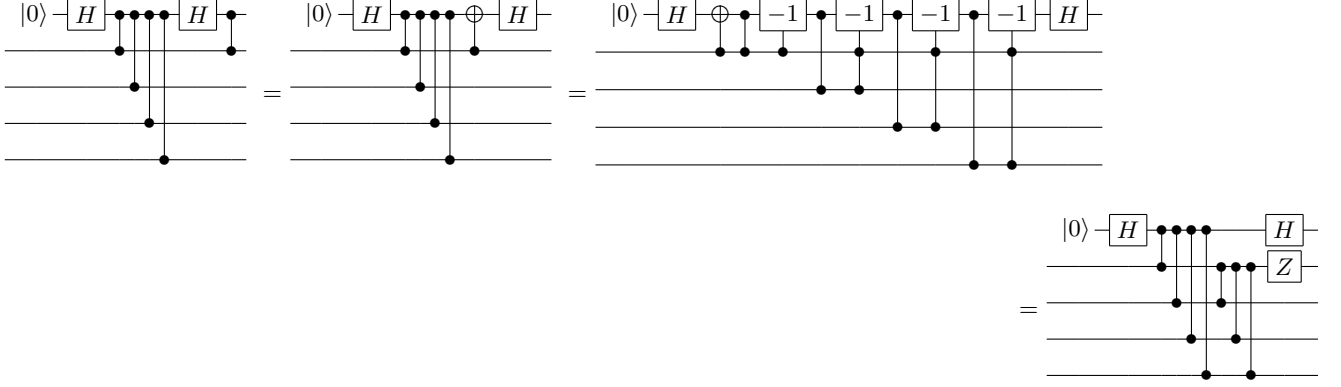 |0⟩ H H = |0⟩ H H = |0⟩ H −1 −1 −1 −1 H
= |0⟩ H H
Z